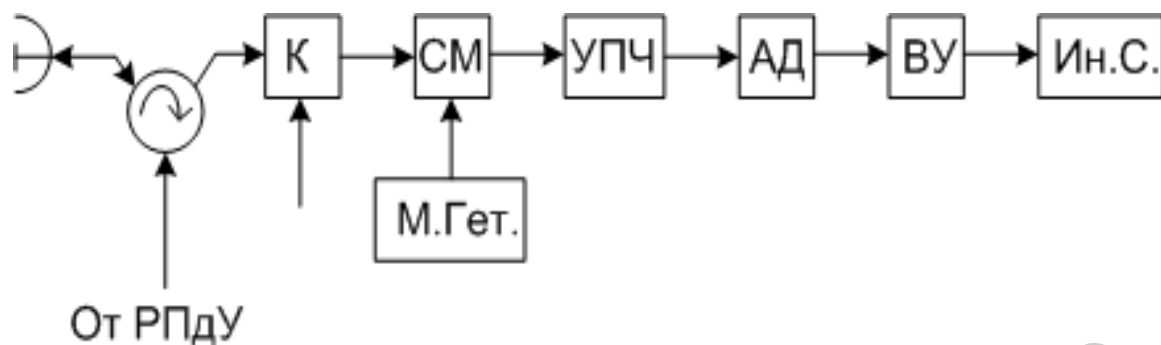 К СМ УПЧ АД ВУ Ин.С.
М.Гет.
От РПдУ